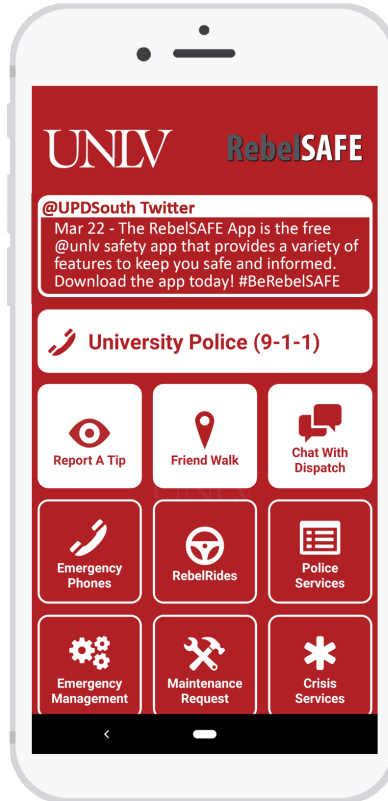 UNLV
RebelSAFE
@UPDSouth Twitter
Mar 22 - The RebelSAFE App is the free
@unlv safety app that provides a variety of
features to keep you safe and informed.
Download the app today! #BeRebelSAFE
University Police (9-1-1)
Report A Tip
Friend Walk
Chat With
Dispatch
UNLV
Emergency
Phones
RebelRides
Police
Services
Emergency
Management
Maintenance
Request
Crisis
Services